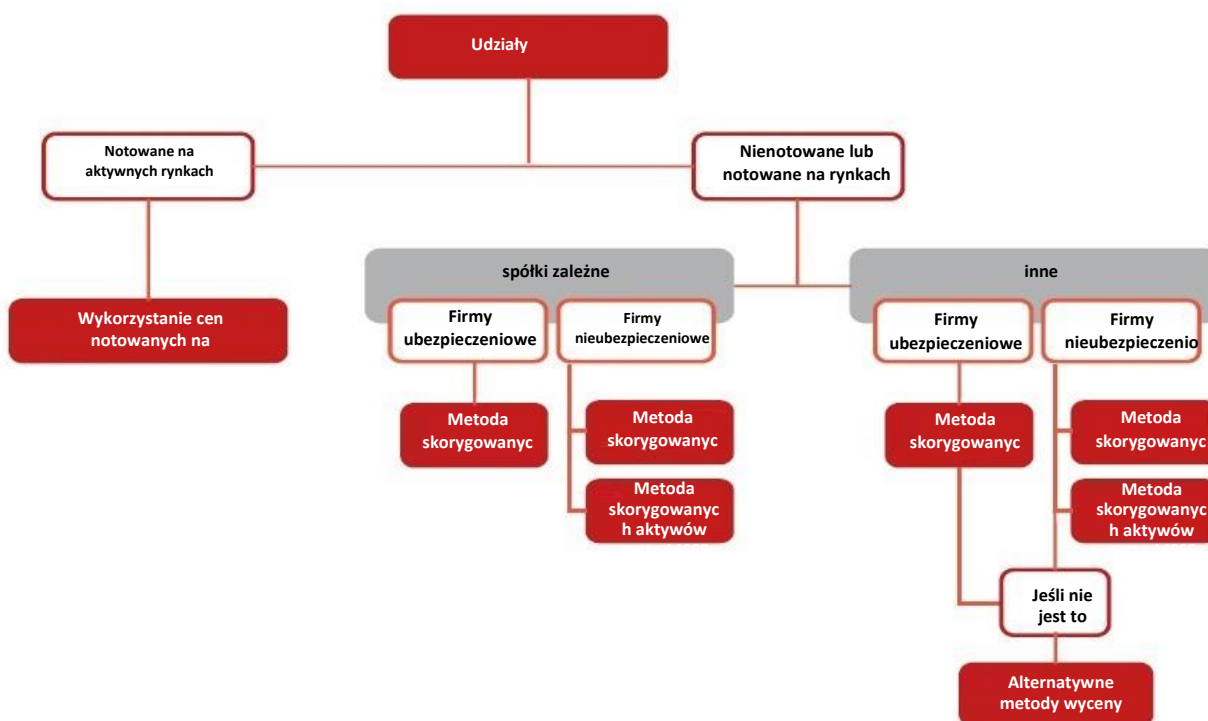 Udziały
Notowane na
aktywnych rynkach
Nienotowane lub
notowane na rynkach
Wykorzystanie cen
notowanych na
spółki zależne
inne
Firmy
ubezpieczeniowe
Firmy
nieubezpieczeniowe
Firmy
ubezpieczeniowe
Firmy
nieubezpieczenio
Metoda
skorygowanyc
Metoda
skorygowanyc
Metoda
skorygowanyc
h aktywów
Metoda
skorygowanyc
Metoda
skorygowanyc
Metoda
skorygowanyc
h aktywów
Jeśli nie
jest to
Alternatywne
metody wyceny